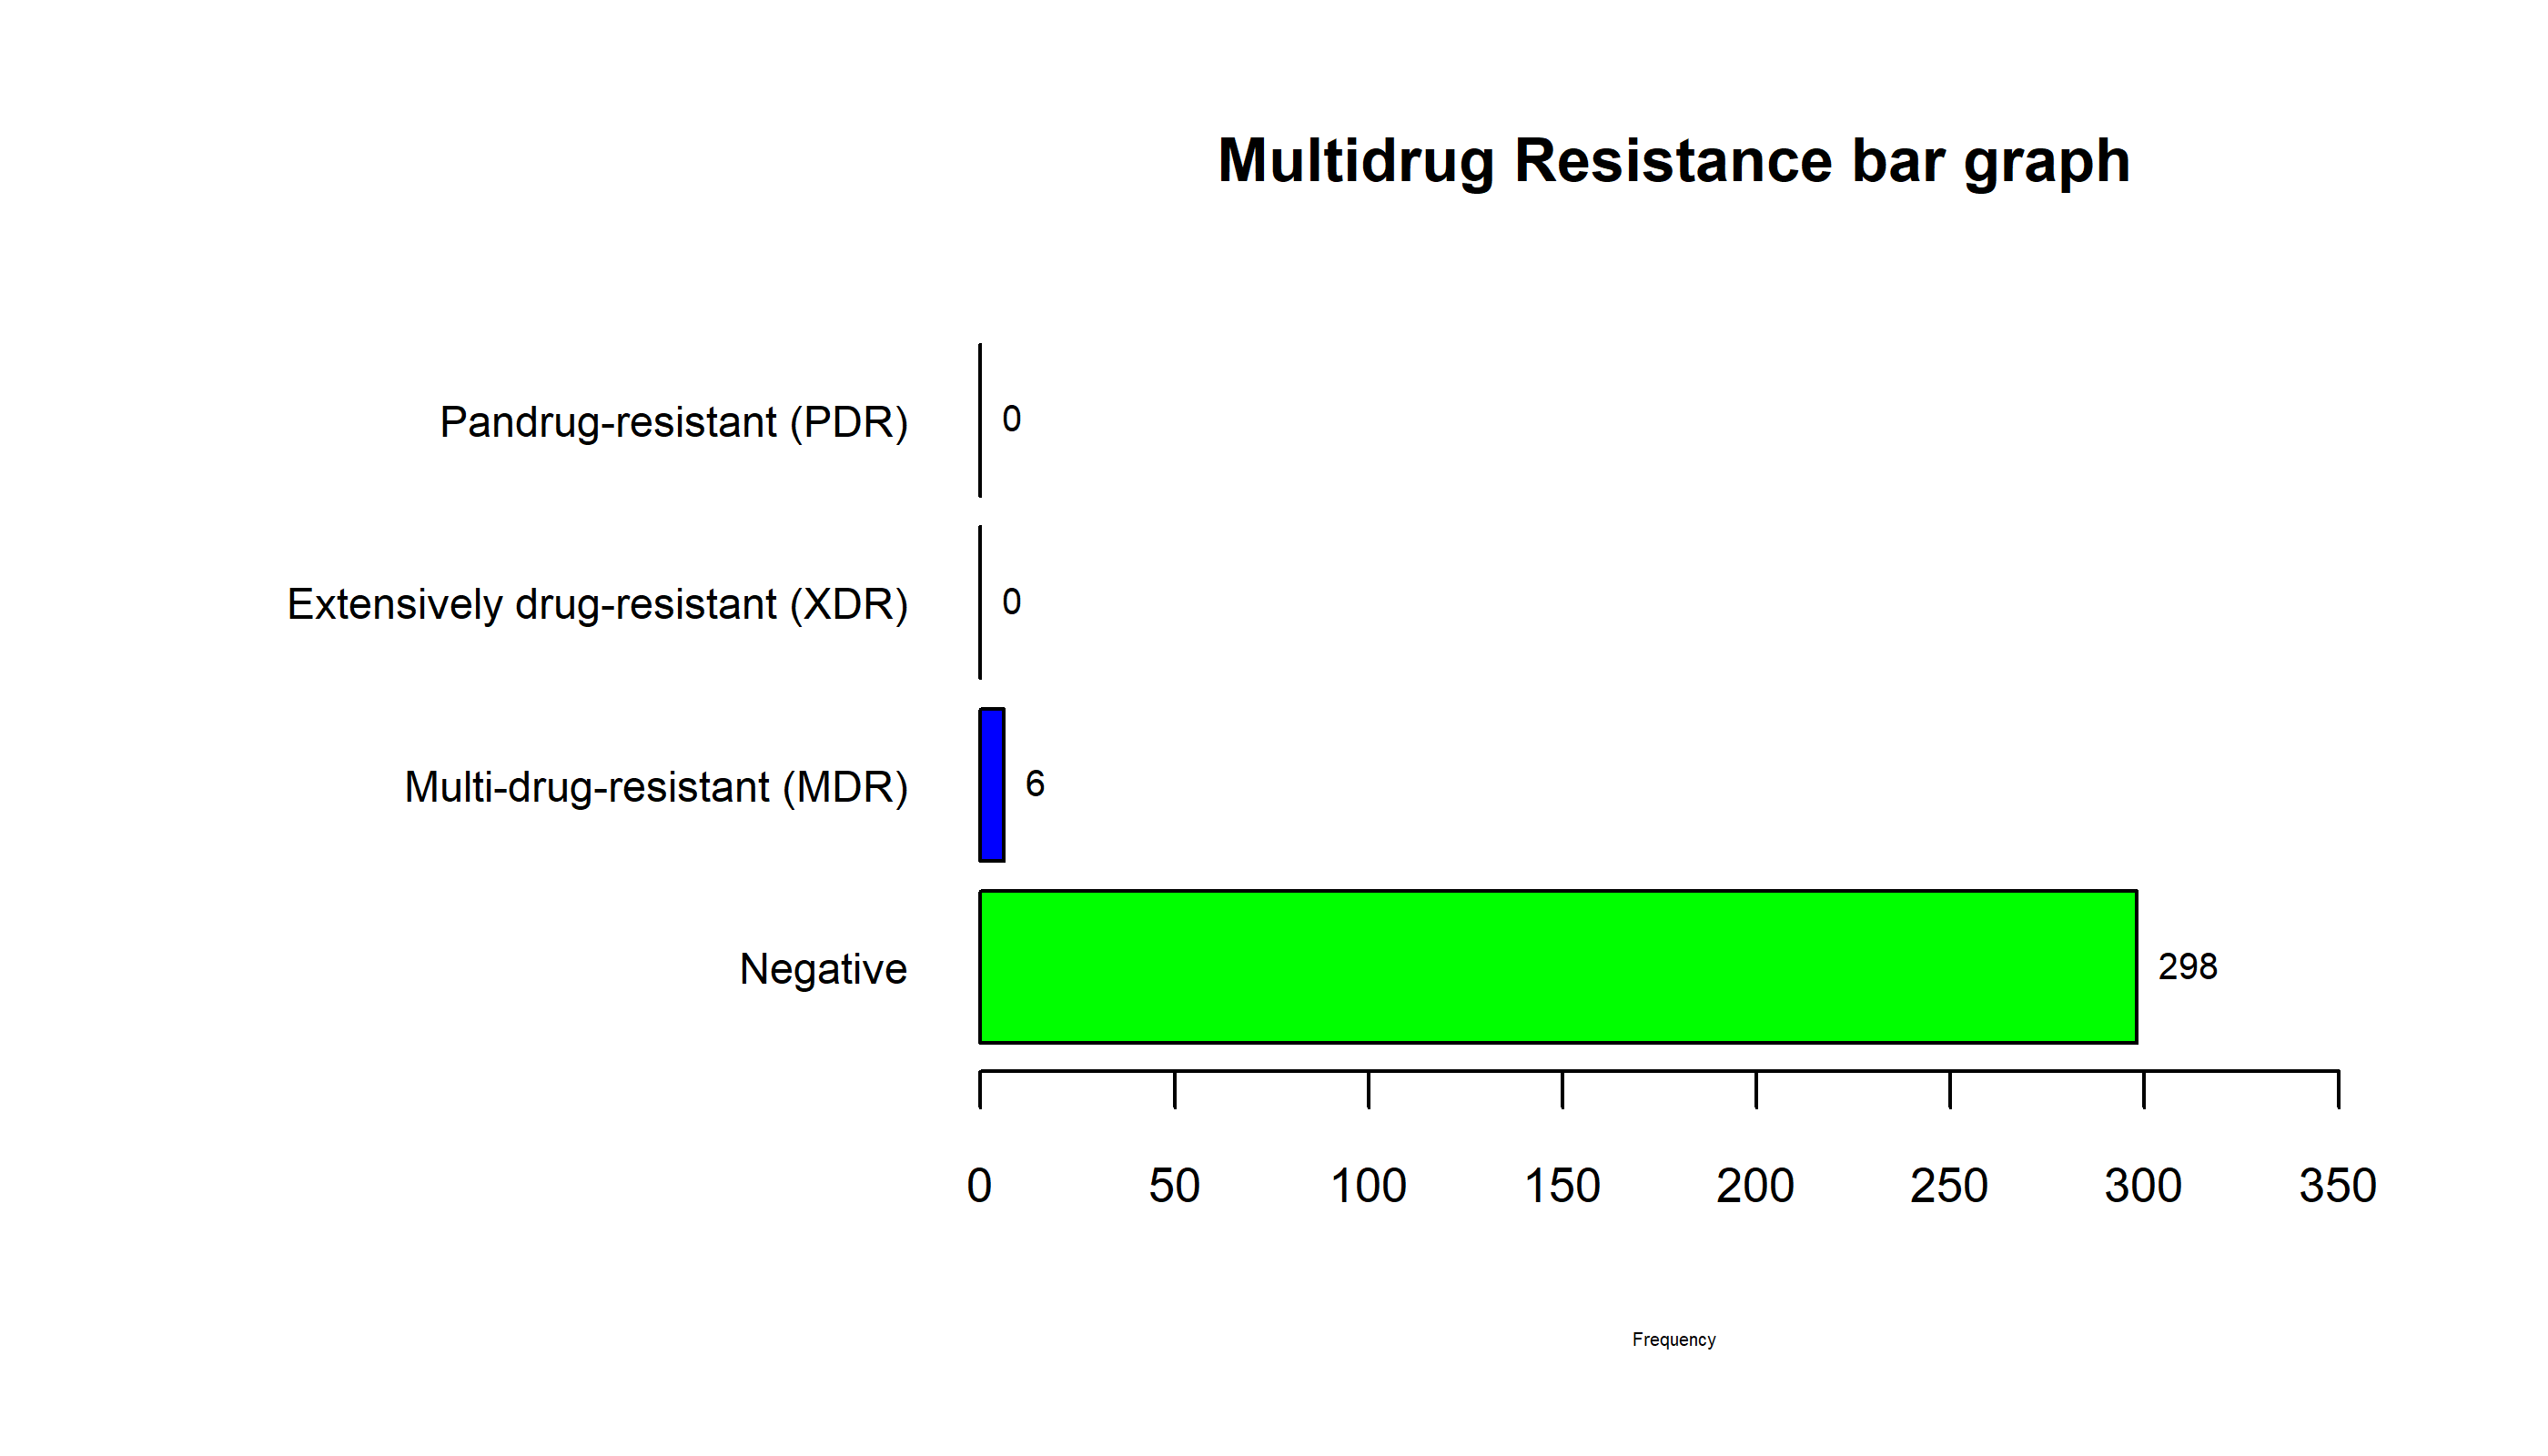 Multidrug Resistance bar graph
Pandrug-resistant (PDR)
0
Extensively drug-resistant (XDR)
0
Multi-drug-resistant (MDR)
6
Negative
298
0 50 100 150 200 250 300 350
Frequency